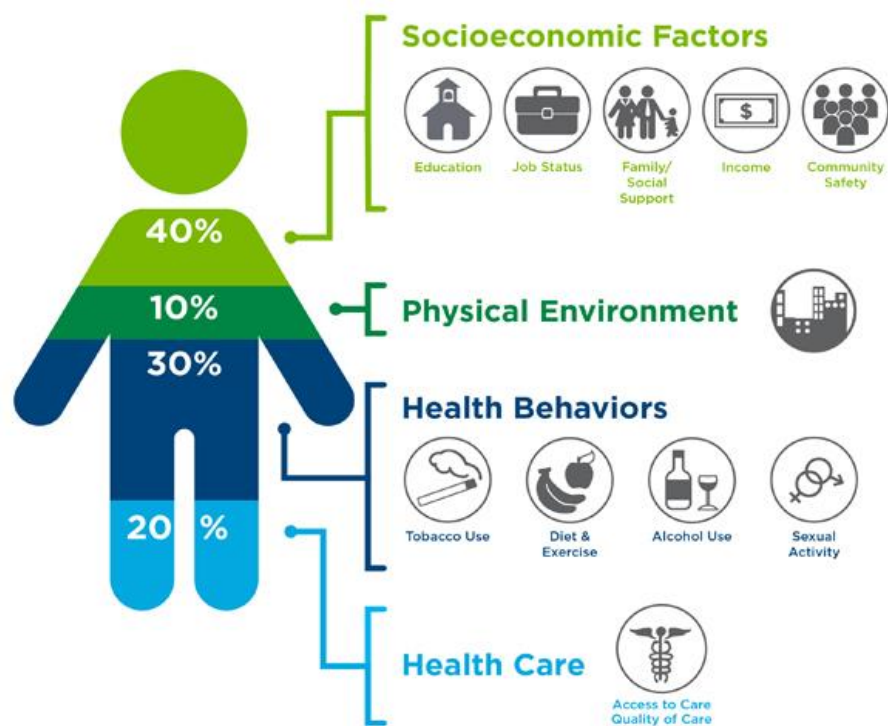 Socioeconomic Factors
$
Education
Job Status
Family/
Social
Support
Income
Community
Safety
40%
10%
Physical Environment
30%
Health Behaviors
Tobacco Use
Diet &
Exercise
Alcohol Use
Sexual
Activity
20 %
Health Care
Access to Care
Quality of Care